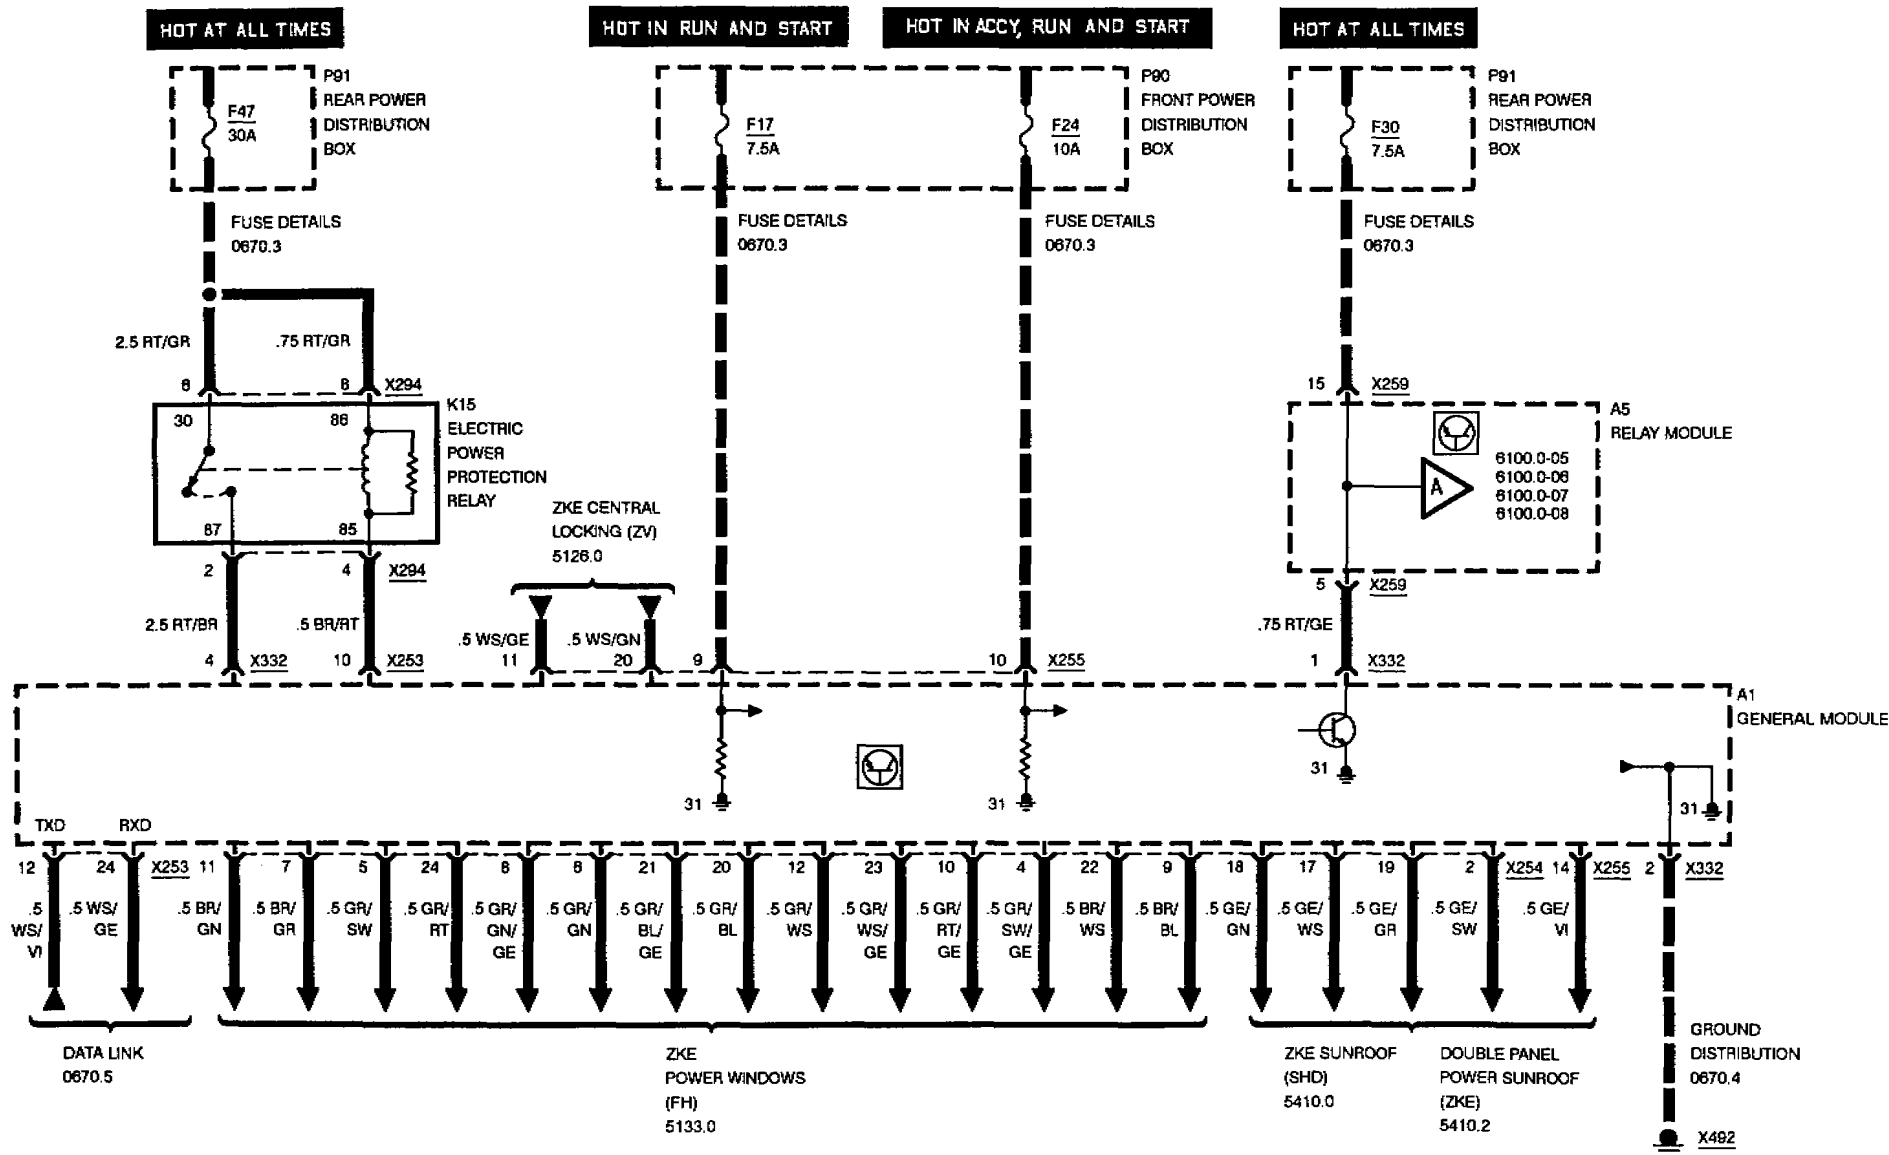 HOT AT ALL TIMES
HOT IN RUN AND START
HOT IN ACCY, RUN AND START
HOT AT ALL TIMES
F47
30A
P91
REAR POWER
DISTRIBUTION
BOX
F17
7.5A
F24
10A
P90
FRONT POWER
DISTRIBUTION
BOX
F30
7.5A
P91
REAR POWER
DISTRIBUTION
BOX
FUSE DETAILS
0670.3
FUSE DETAILS
0670.3
FUSE DETAILS
0670.3
FUSE DETAILS
0670.3
2.5 RT/GR
.75 RT/GR
6
8
X294
30
86
87
85
K15
ELECTRIC
POWER
PROTECTION
RELAY
2
4
X294
2.5 RT/BR
.5 BR/RT
4
X332
10
X253
ZKE CENTRAL
LOCKING (ZV)
5126.0
.5 WS/GE
.5 WS/GN
11
20
9
10
X255
15
X259
A5
RELAY MODULE
A
6100.0-05
6100.0-06
6100.0-07
6100.0-08
5
X259
.75 RT/GE
1
X332
A1
GENERAL MODULE
31
31
31
31
TXD
RXD
12
24
X253
11
7
5
24
8
8
21
20
12
23
10
4
22
9
18
17
19
2
X254
14
X255
2
X332
.5
WS/
VI
.5 WS/
GE
.5 BR/
GN
.5 BR/
GR
.5 GR/
SW
.5 GR/
RT
.5 GR/
GN/
GE
.5 GR/
GN
.5 GR/
BL/
GE
.5 GR/
BL
.5 GR/
WS
.5 GR/
WS/
GE
.5 GR/
RT/
GE
.5 GR/
SW/
GE
.5 BR/
WS
.5 BR/
BL
.5 GE/
GN
.5 GE/
WS
.5 GE/
GR
.5 GE/
SW
.5 GE/
VI
DATA LINK
0670.5
ZKE
POWER WINDOWS
(FH)
5133.0
ZKE SUNROOF
(SHD)
5410.0
DOUBLE PANEL
POWER SUNROOF
(ZKE)
5410.2
GROUND
DISTRIBUTION
0670.4
X492